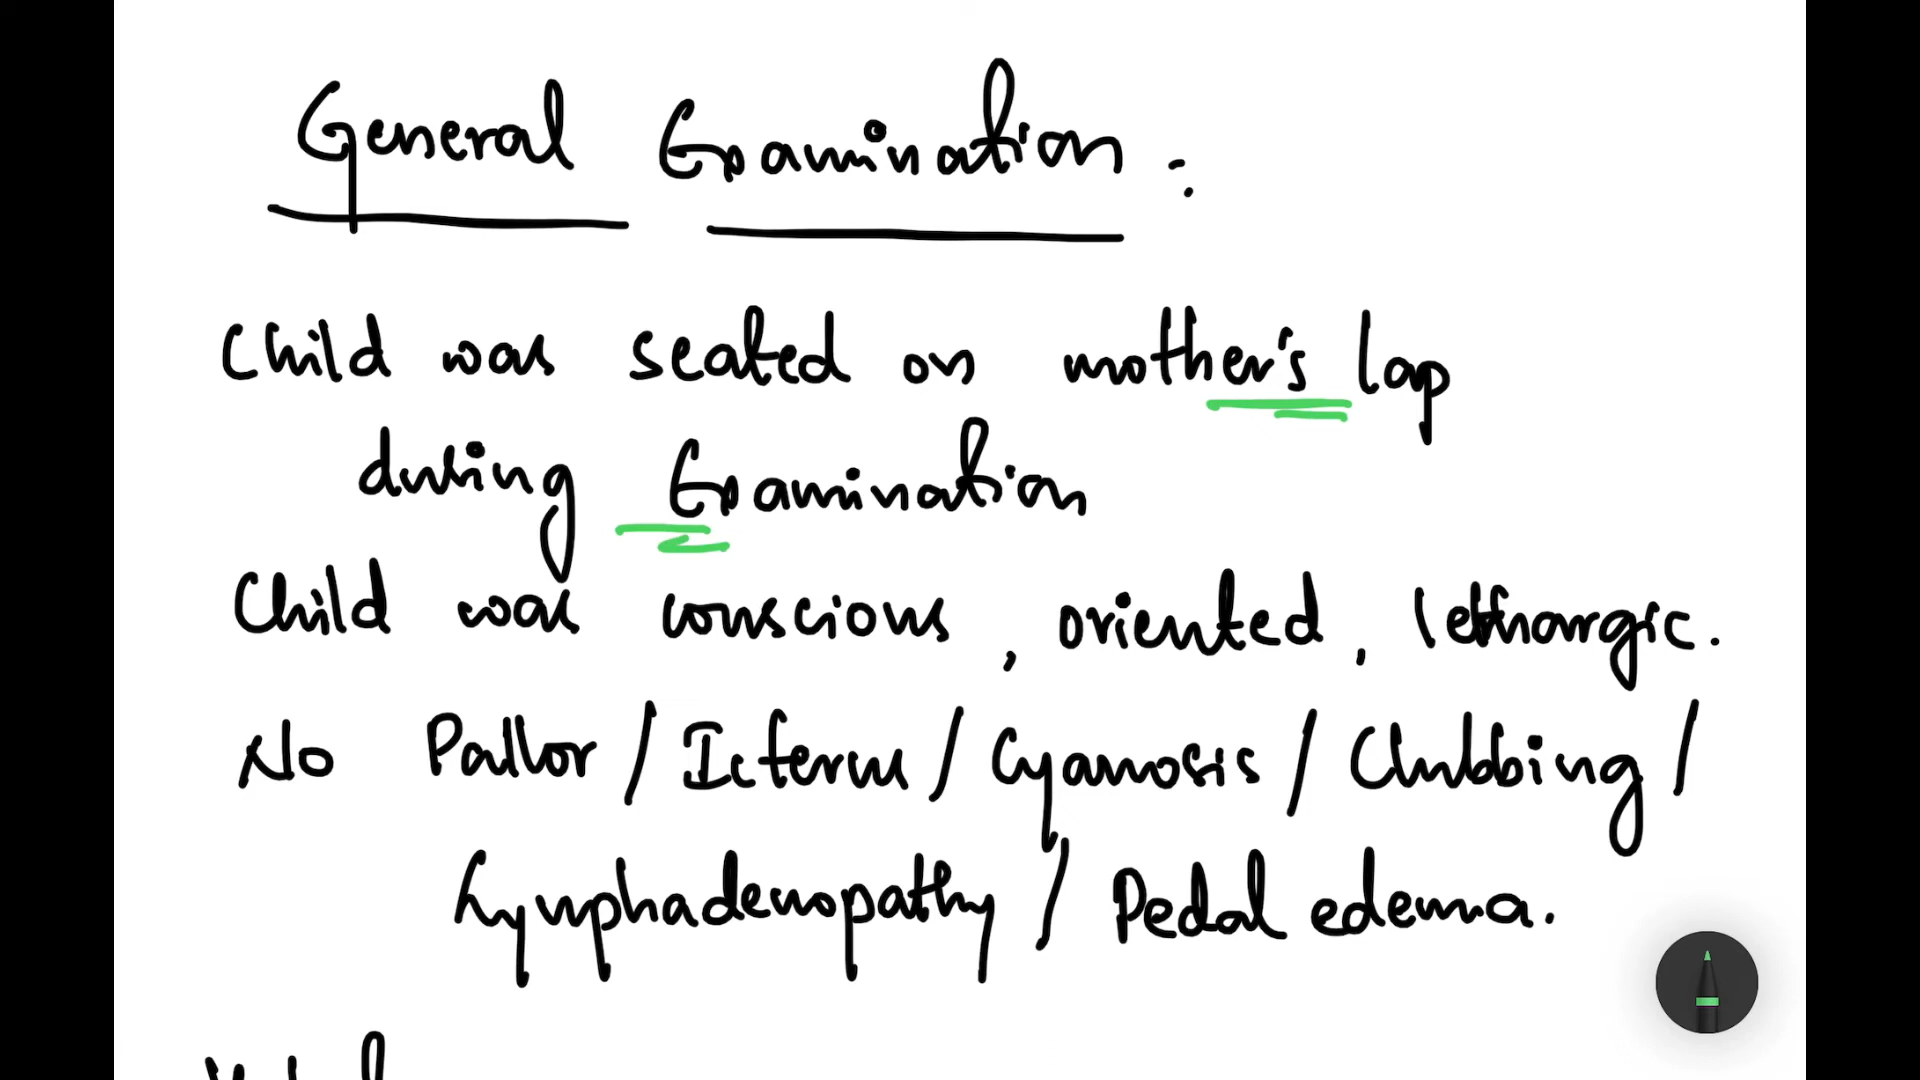 General Examination :
Child was seated on mother's lap
during Examination
Child was conscious, oriented, lethargic.
No Pallor / Icterus / Cyanosis / Clubbing /
Lymphadenopathy / Pedal edema.